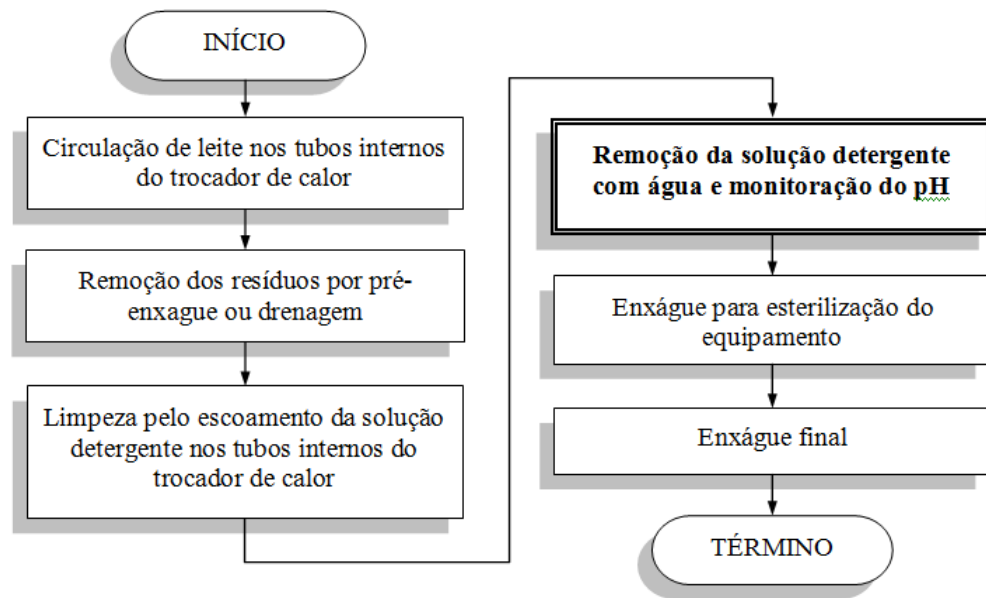 INÍCIO
Circulação de leite nos tubos internos
do trocador de calor
Remoção dos resíduos por pré-
enxague ou drenagem
Limpeza pelo escoamento da solução
detergente nos tubos internos do
trocador de calor
Remoção da solução detergente
com água e monitoração do pH
Enxágue para esterilização do
equipamento
Enxágue final
TÉRMINO